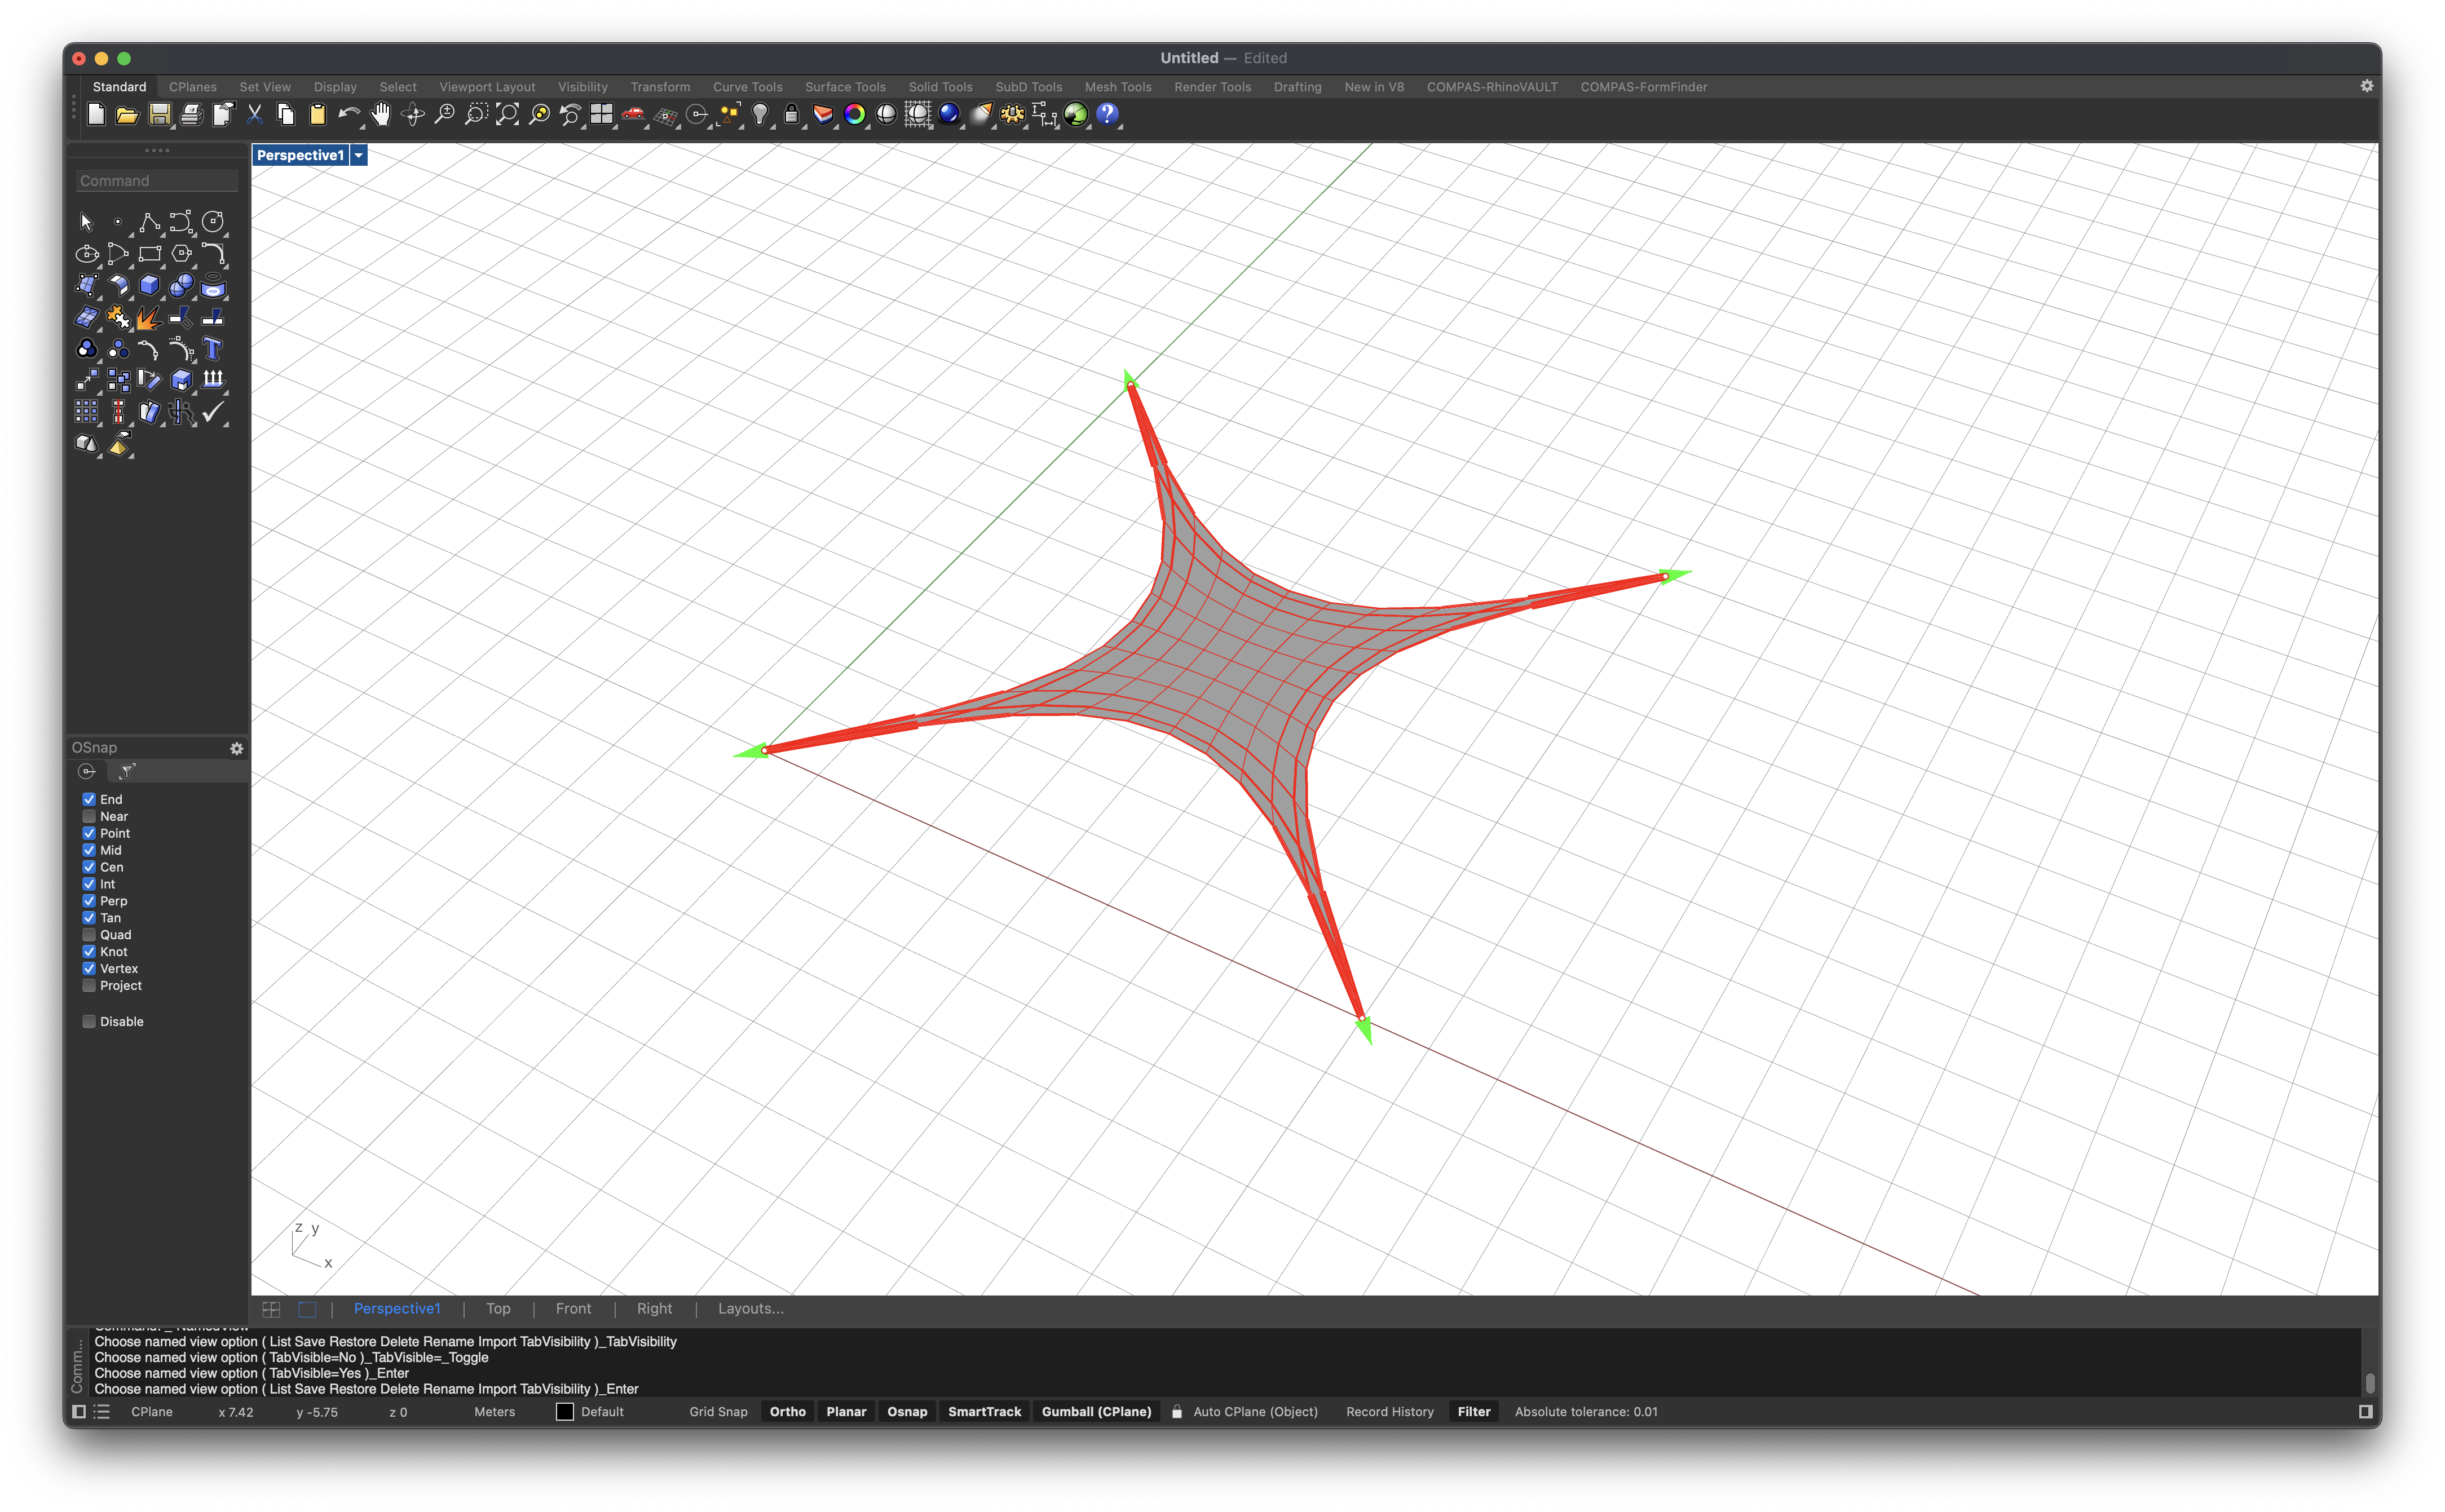 Untitled — Edited
Standard CPlanes Set View Display Select Viewport Layout Visibility Transform Curve Tools Surface Tools Solid Tools SubD Tools Mesh Tools Render Tools Drafting New in V8 COMPAS-RhinoVAULT COMPAS-FormFinder
Perspective1
Command
OSnap
End
Near
Point
Mid
Cen
Int
Perp
Tan
Quad
Knot
Vertex
Project
Disable
z y
x
Perspective1 | Top | Front | Right | Layouts...
Comm...
Command: _-NamedView
Choose named view option ( List Save Restore Delete Rename Import TabVisibility )_TabVisibility
Choose named view option ( TabVisible=No )_TabVisible=_Toggle
Choose named view option ( TabVisible=Yes )_Enter
Choose named view option ( List Save Restore Delete Rename Import TabVisibility )_Enter
CPlane x 7.42 y -5.75 z 0 Meters Default Grid Snap Ortho Planar Osnap SmartTrack Gumball (CPlane) Auto CPlane (Object) Record History Filter Absolute tolerance: 0.01